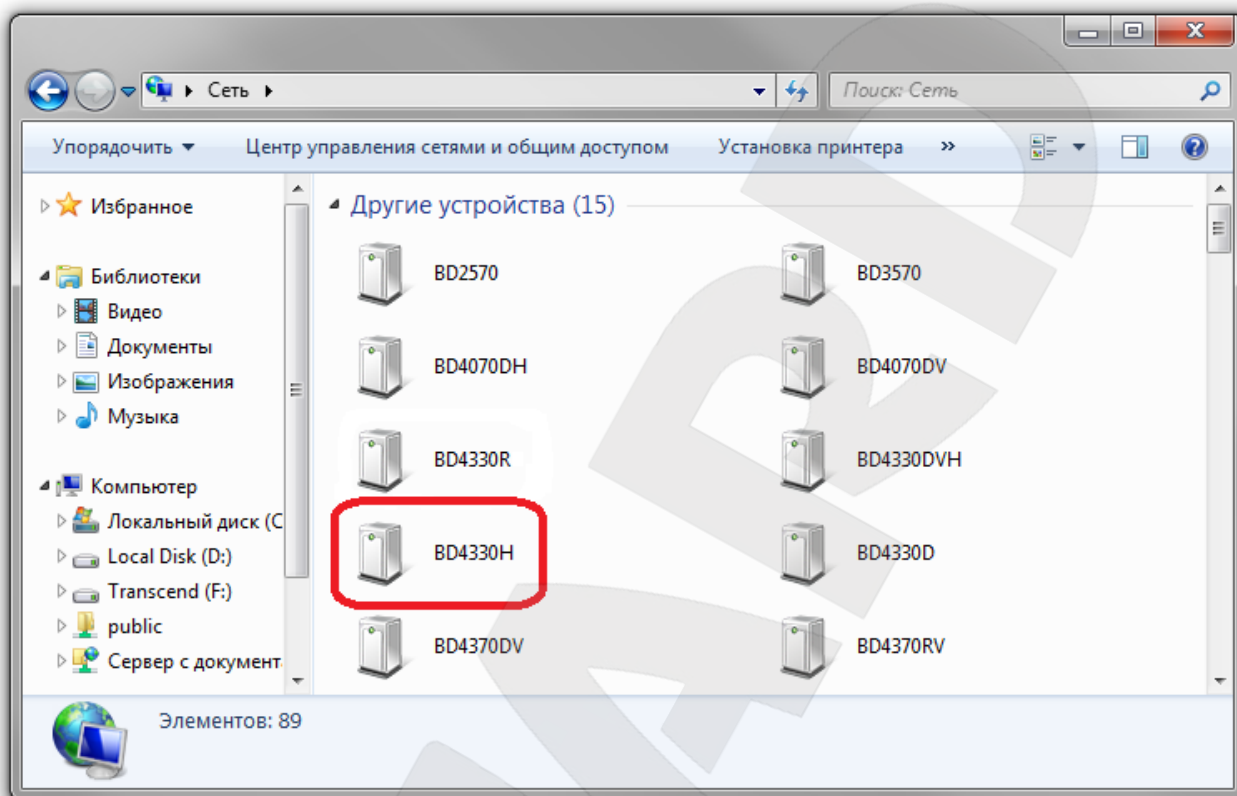 Сеть
Поиск: Сеть
Упорядочить Центр управления сетями и общим доступом Установка принтера »
Избранное
Библиотеки
Видео
Документы
Изображения
Музыка
Компьютер
Локальный диск (C
Local Disk (D:)
Transcend (F:)
public
Сервер с документ
Другие устройства (15)
BD2570 BD3570
BD4070DH BD4070DV
BD4330R BD4330DVH
BD4330H BD4330D
BD4370DV BD4370RV
Элементов: 89